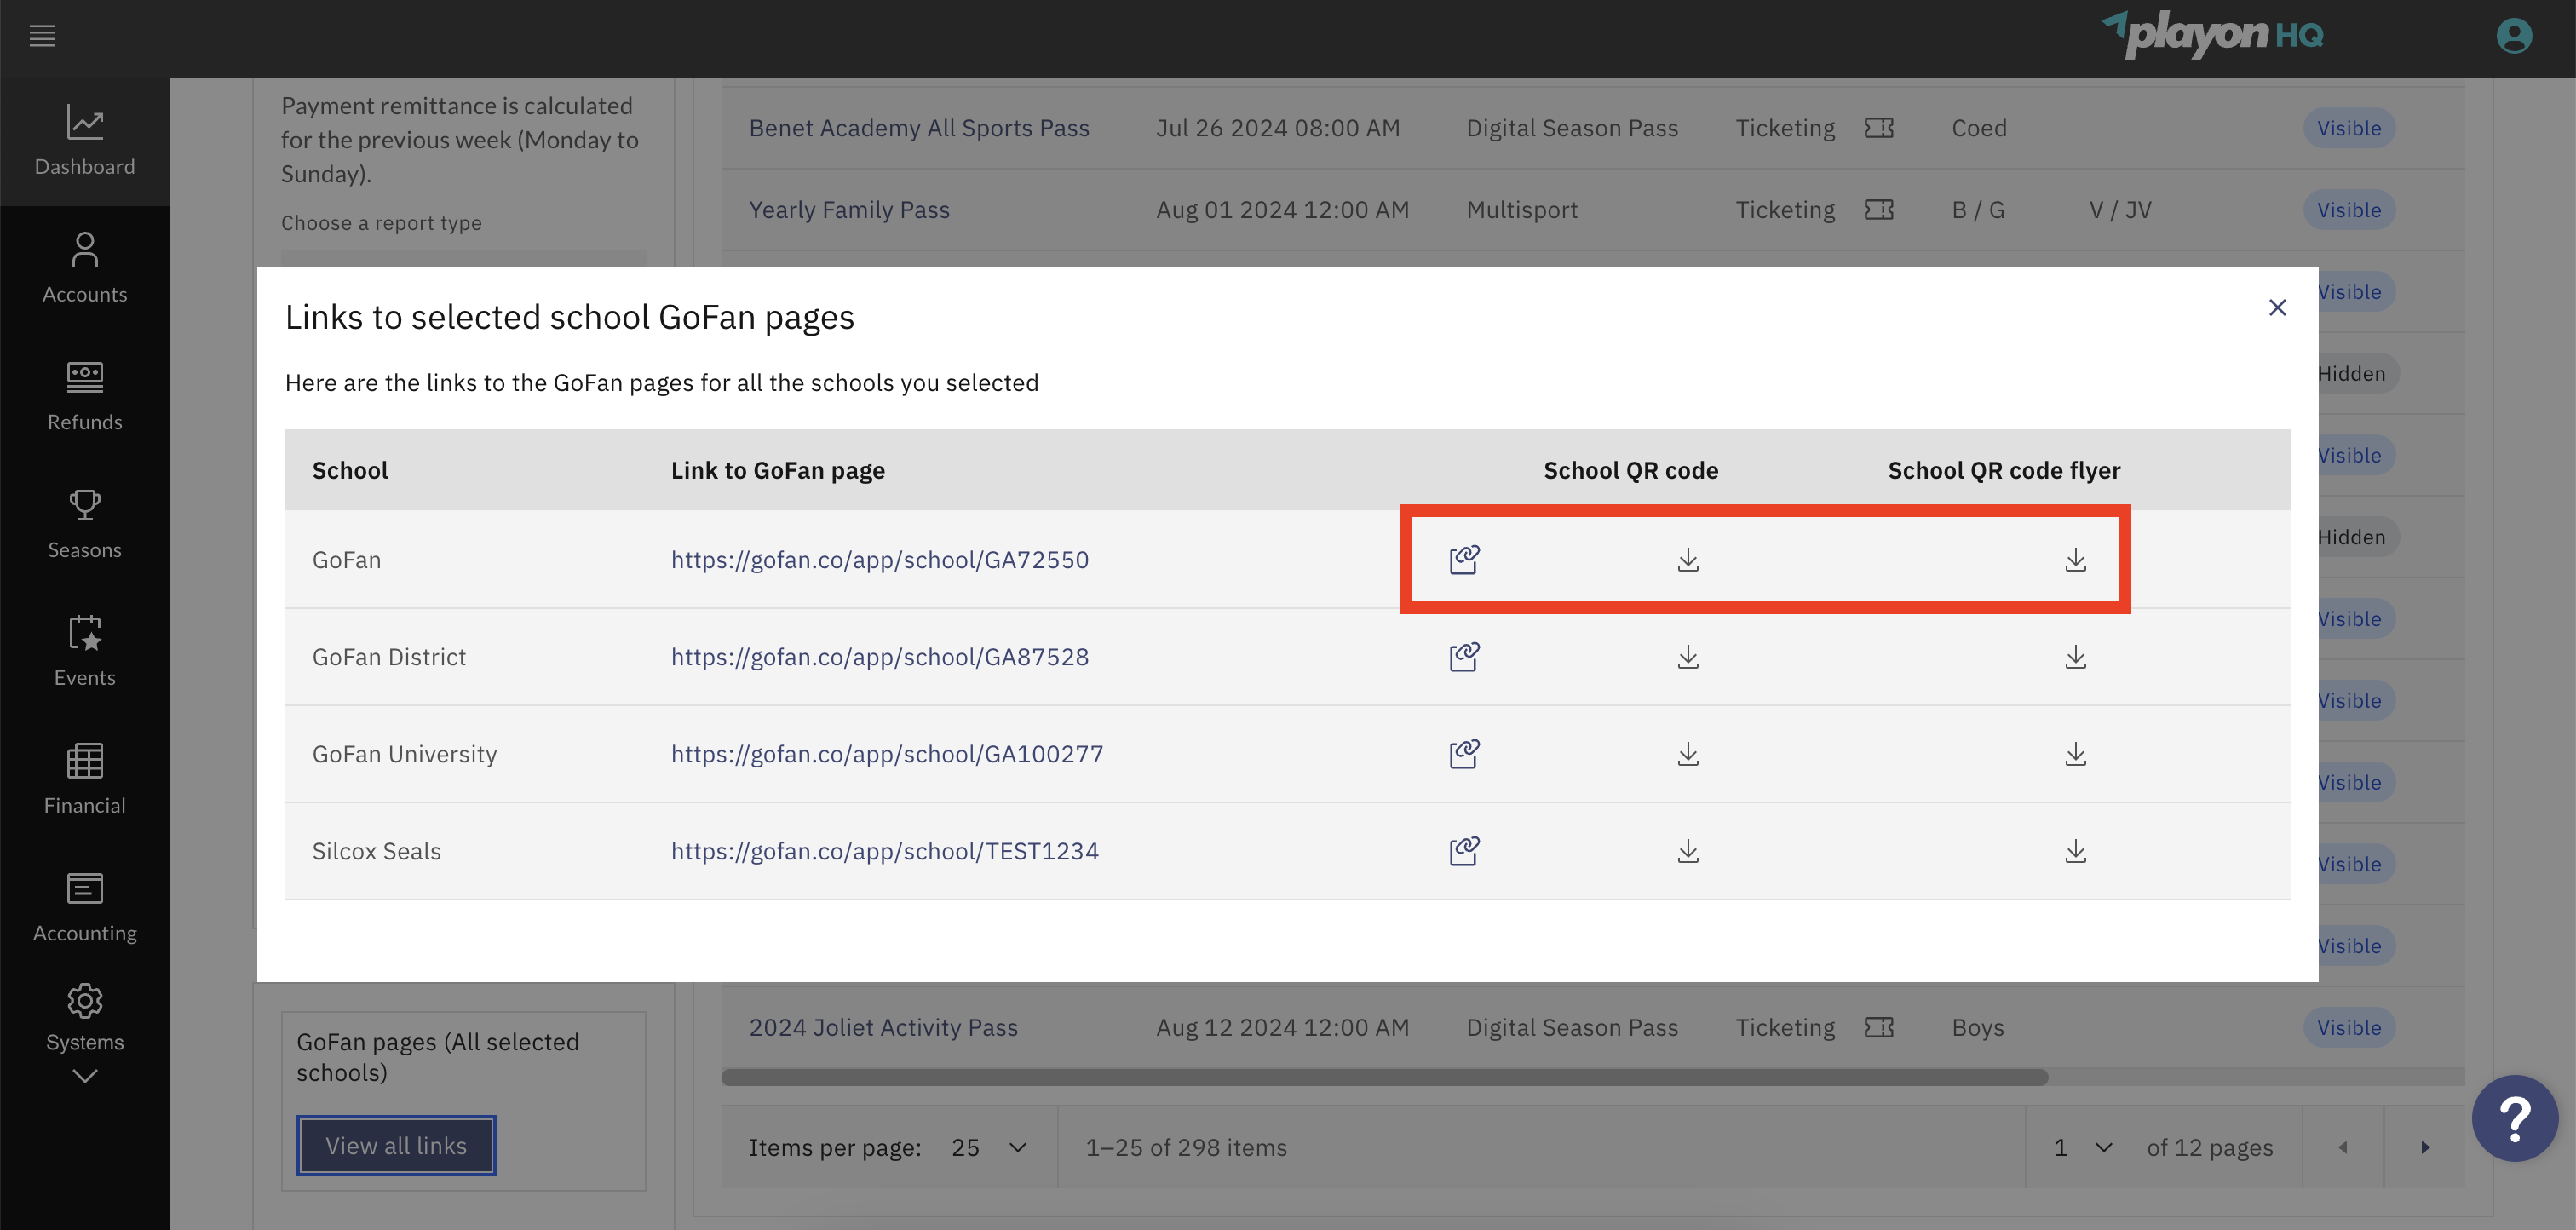 playon HQ
Dashboard
Accounts
Refunds
Seasons
Events
Financial
Accounting
Systems
Payment remittance is calculated
for the previous week (Monday to
Sunday).
Choose a report type
Benet Academy All Sports Pass Jul 26 2024 08:00 AM Digital Season Pass Ticketing Coed Visible
Yearly Family Pass Aug 01 2024 12:00 AM Multisport Ticketing B / G V / JV Visible
Visible
Hidden
Visible
Hidden
Visible
Visible
Visible
Visible
Visible
Links to selected school GoFan pages
Here are the links to the GoFan pages for all the schools you selected
School Link to GoFan page School QR code School QR code flyer
GoFan https://gofan.co/app/school/GA72550
GoFan District https://gofan.co/app/school/GA87528
GoFan University https://gofan.co/app/school/GA100277
Silcox Seals https://gofan.co/app/school/TEST1234
GoFan pages (All selected
schools)
View all links
2024 Joliet Activity Pass Aug 12 2024 12:00 AM Digital Season Pass Ticketing Boys Visible
Items per page: 25 1–25 of 298 items 1 of 12 pages
?